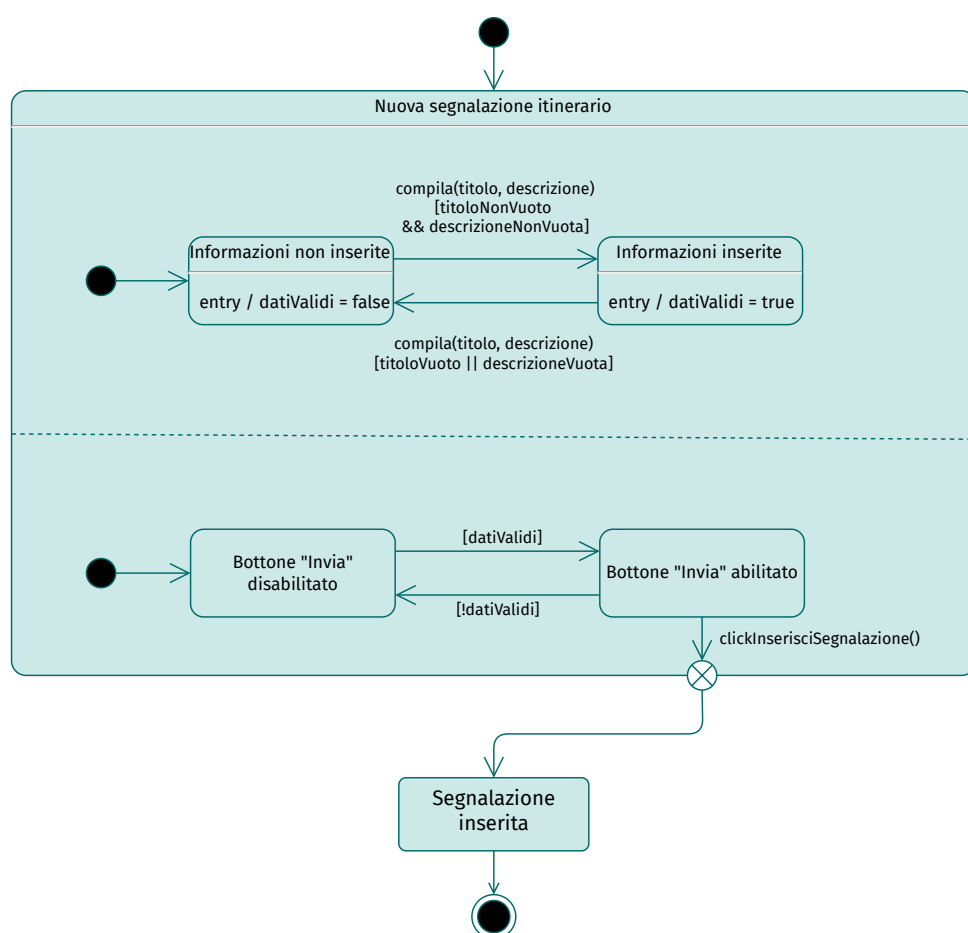 Nuova segnalazione itinerario
compila(titolo, descrizione)
[titoloNonVuoto
&& descrizioneNonVuota]
Informazioni non inserite
entry / datiValidi = false
Informazioni inserite
entry / datiValidi = true
compila(titolo, descrizione)
[titoloVuoto || descrizioneVuota]
Bottone "Invia"
disabilitato
[datiValidi]
Bottone "Invia" abilitato
[!datiValidi]
clickInserisciSegnalazione()
Segnalazione
inserita